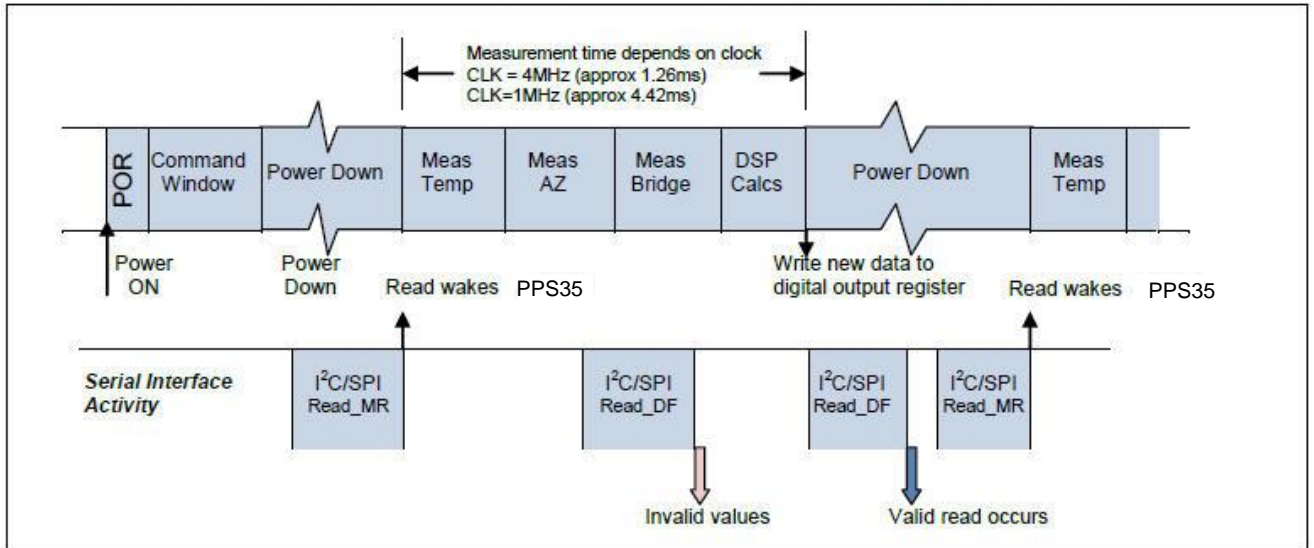 Measurement time depends on clock
CLK = 4MHz (approx 1.26ms)
CLK=1MHz (approx 4.42ms)
POR
Command
Window
Power Down
Meas
Temp
Meas
AZ
Meas
Bridge
DSP
Calcs
Power Down
Meas
Temp
Power
ON
Power
Down
Read wakes PPS35
Write new data to
digital output register
Read wakes PPS35
Serial Interface
Activity
I²C/SPI
Read_MR
I²C/SPI
Read_DF
I²C/SPI
Read_DF
I²C/SPI
Read_MR
Invalid values
Valid read occurs